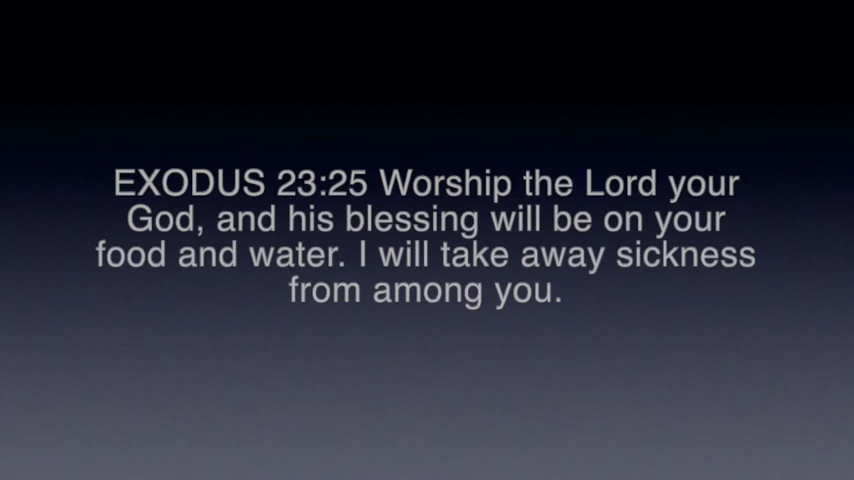 EXODUS 23:25 Worship the Lord your
God, and his blessing will be on your
food and water. I will take away sickness
from among you.